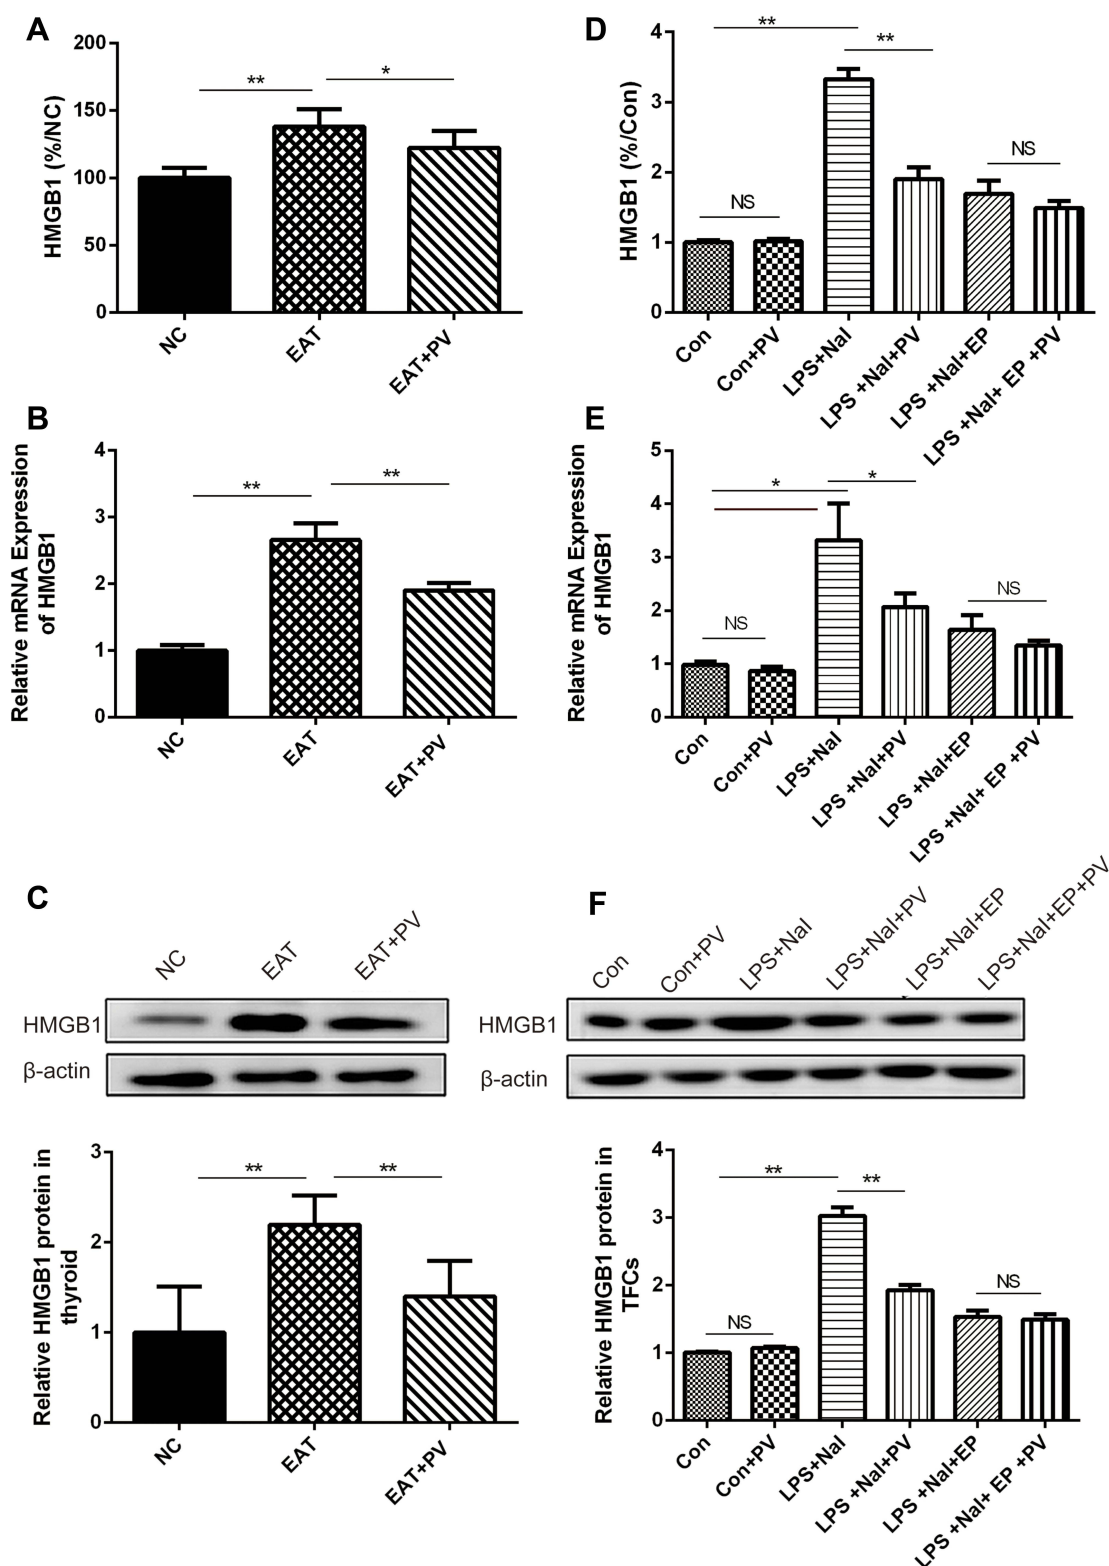 A
HMGB1 (%/NC)
200
150
100
50
0
**
*
NC
EAT
EAT+PV
D
HMGB1 (%/Con)
4
3
2
1
0
**
**
NS
NS
Con
Con+PV
LPS+Nal
LPS +Nal+PV
LPS +Nal+EP
LPS +Nal+ EP +PV
B
Relative mRNA Expression
of HMGB1
4
3
2
1
0
**
**
NC
EAT
EAT+PV
E
Relative mRNA Expression
of HMGB1
5
4
3
2
1
0
*
*
NS
NS
Con
Con+PV
LPS+Nal
LPS +Nal+PV
LPS +Nal+EP
LPS +Nal+ EP +PV
C
NC
EAT
EAT+PV
HMGB1
β-actin
Relative HMGB1 protein in
thyroid
3
2
1
0
**
**
NC
EAT
EAT+PV
F
Con
Con+PV
LPS+Nal
LPS+Nal+PV
LPS+Nal+EP
LPS+Nal+EP+PV
HMGB1
β-actin
Relative HMGB1 protein in
TFCs
4
3
2
1
0
**
**
NS
NS
Con
Con+PV
LPS+Nal
LPS +Nal+PV
LPS +Nal+EP
LPS +Nal+ EP +PV